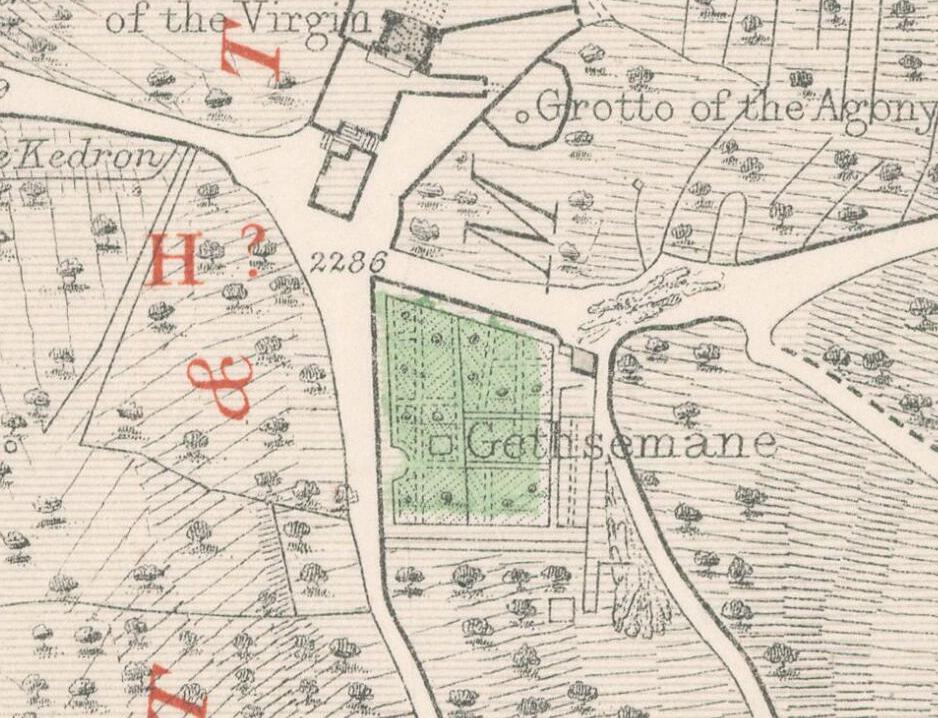 of the Virgin
T
Grotto of the Agony
Kedron
H ?
2286
&
Gethsemane